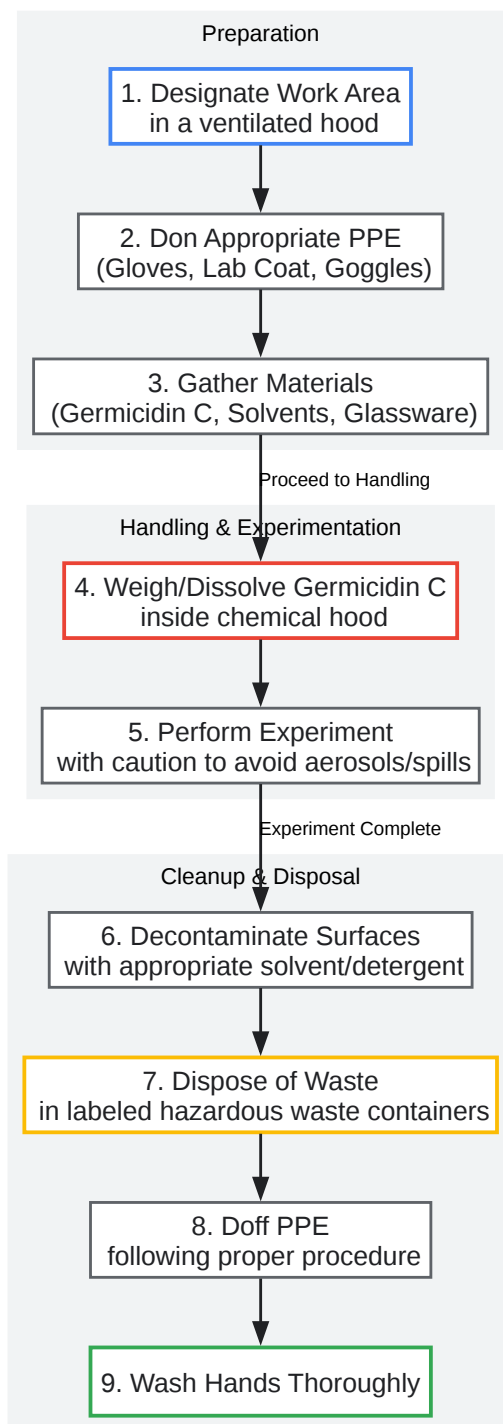 Preparation
1. Designate Work Area
in a ventilated hood
2. Don Appropriate PPE
(Gloves, Lab Coat, Goggles)
3. Gather Materials
(Germicidin C, Solvents, Glassware)
Proceed to Handling
Handling & Experimentation
4. Weigh/Dissolve Germicidin C
inside chemical hood
5. Perform Experiment
with caution to avoid aerosols/spills
Experiment Complete
Cleanup & Disposal
6. Decontaminate Surfaces
with appropriate solvent/detergent
7. Dispose of Waste
in labeled hazardous waste containers
8. Doff PPE
following proper procedure
9. Wash Hands Thoroughly